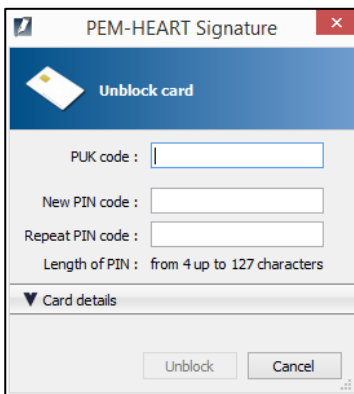 PEM-HEART Signature
Unblock card
PUK code :
New PIN code :
Repeat PIN code :
Length of PIN : from 4 up to 127 characters
Card details
Unblock Cancel